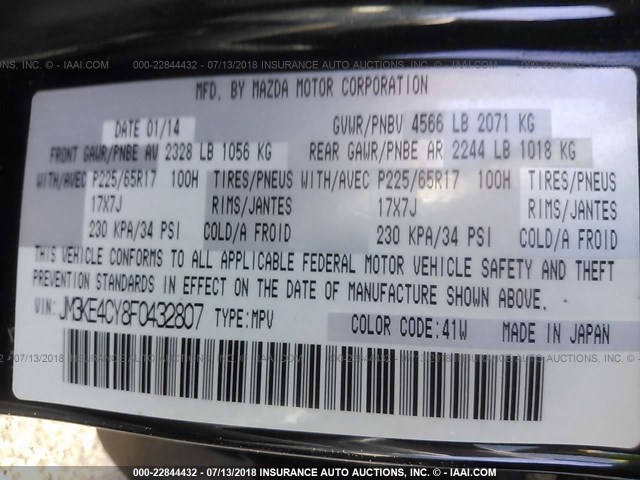 000-22844432 - 07/13/2018 INSURANCE AUTO AUCTIONS, INC. - © - IAAI.COM
MFD. BY MAZDA MOTOR CORPORATION
DATE 01/14 GVWR/PNBV 4566 LB 2071 KG
FRONT GAWR/PNBE AV 2328 LB 1056 KG REAR GAWR/PNBE AR 2244 LB 1018 KG
WITH/AVEC P225/65R17 100H TIRES/PNEUS WITH/AVEC P225/65R17 100H TIRES/PNEUS
17X7J RIMS/JANTES 17X7J RIMS/JANTES
230 KPA/34 PSI COLD/A FROID 230 KPA/34 PSI COLD/A FROID
THIS VEHICLE CONFORMS TO ALL APPLICABLE FEDERAL MOTOR VEHICLE SAFETY AND THEFT
PREVENTION STANDARDS IN EFFECT ON THE DATE OF MANUFACTURE SHOWN ABOVE.
VIN: JM3KE4CY8F0432807 TYPE:MPV COLOR CODE:41W MADE IN JAPAN
000-22844432 - 07/13/2018 INSURANCE AUTO AUCTIONS, INC. - © - IAAI.COM